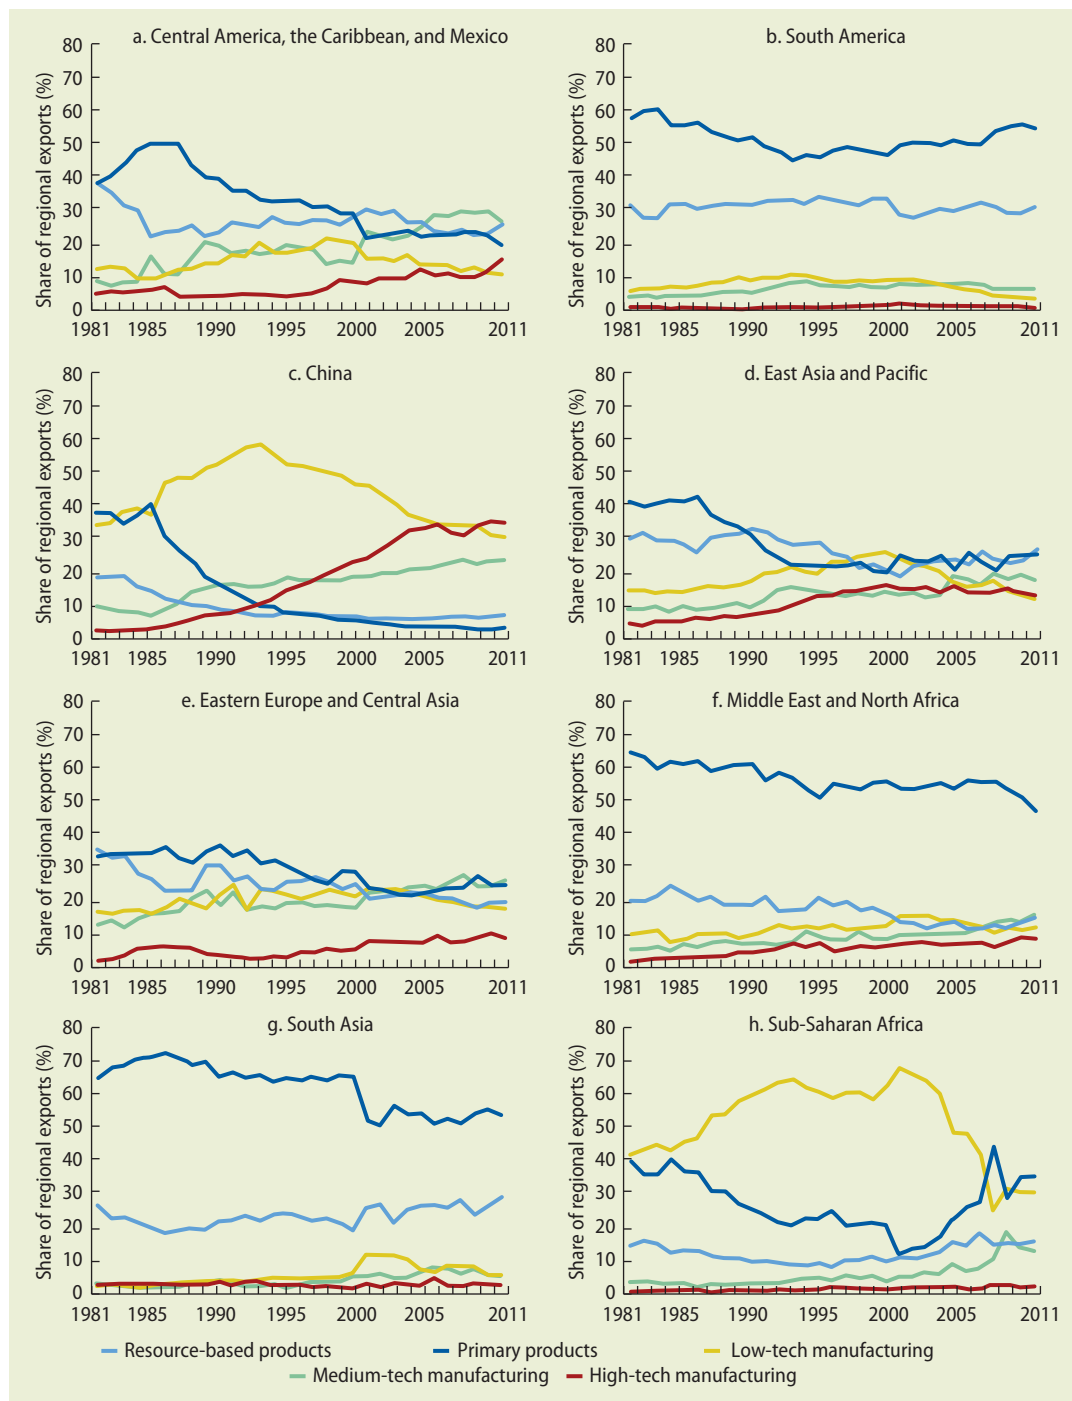 a. Central America, the Caribbean, and Mexico
Share of regional exports (%)
80
70
60
50
40
30
20
10
0
1981 1985 1990 1995 2000 2005 2011
b. South America
Share of regional exports (%)
80
70
60
50
40
30
20
10
0
1981 1985 1990 1995 2000 2005 2011
c. China
Share of regional exports (%)
80
70
60
50
40
30
20
10
0
1981 1985 1990 1995 2000 2005 2011
d. East Asia and Pacific
Share of regional exports (%)
80
70
60
50
40
30
20
10
0
1981 1985 1990 1995 2000 2005 2011
e. Eastern Europe and Central Asia
Share of regional exports (%)
80
70
60
50
40
30
20
10
0
1981 1985 1990 1995 2000 2005 2011
f. Middle East and North Africa
Share of regional exports (%)
80
70
60
50
40
30
20
10
0
1981 1985 1990 1995 2000 2005 2011
g. South Asia
Share of regional exports (%)
80
70
60
50
40
30
20
10
0
1981 1985 1990 1995 2000 2005 2011
h. Sub-Saharan Africa
Share of regional exports (%)
80
70
60
50
40
30
20
10
0
1981 1985 1990 1995 2000 2005 2011
Resource-based products Primary products Low-tech manufacturing
Medium-tech manufacturing High-tech manufacturing